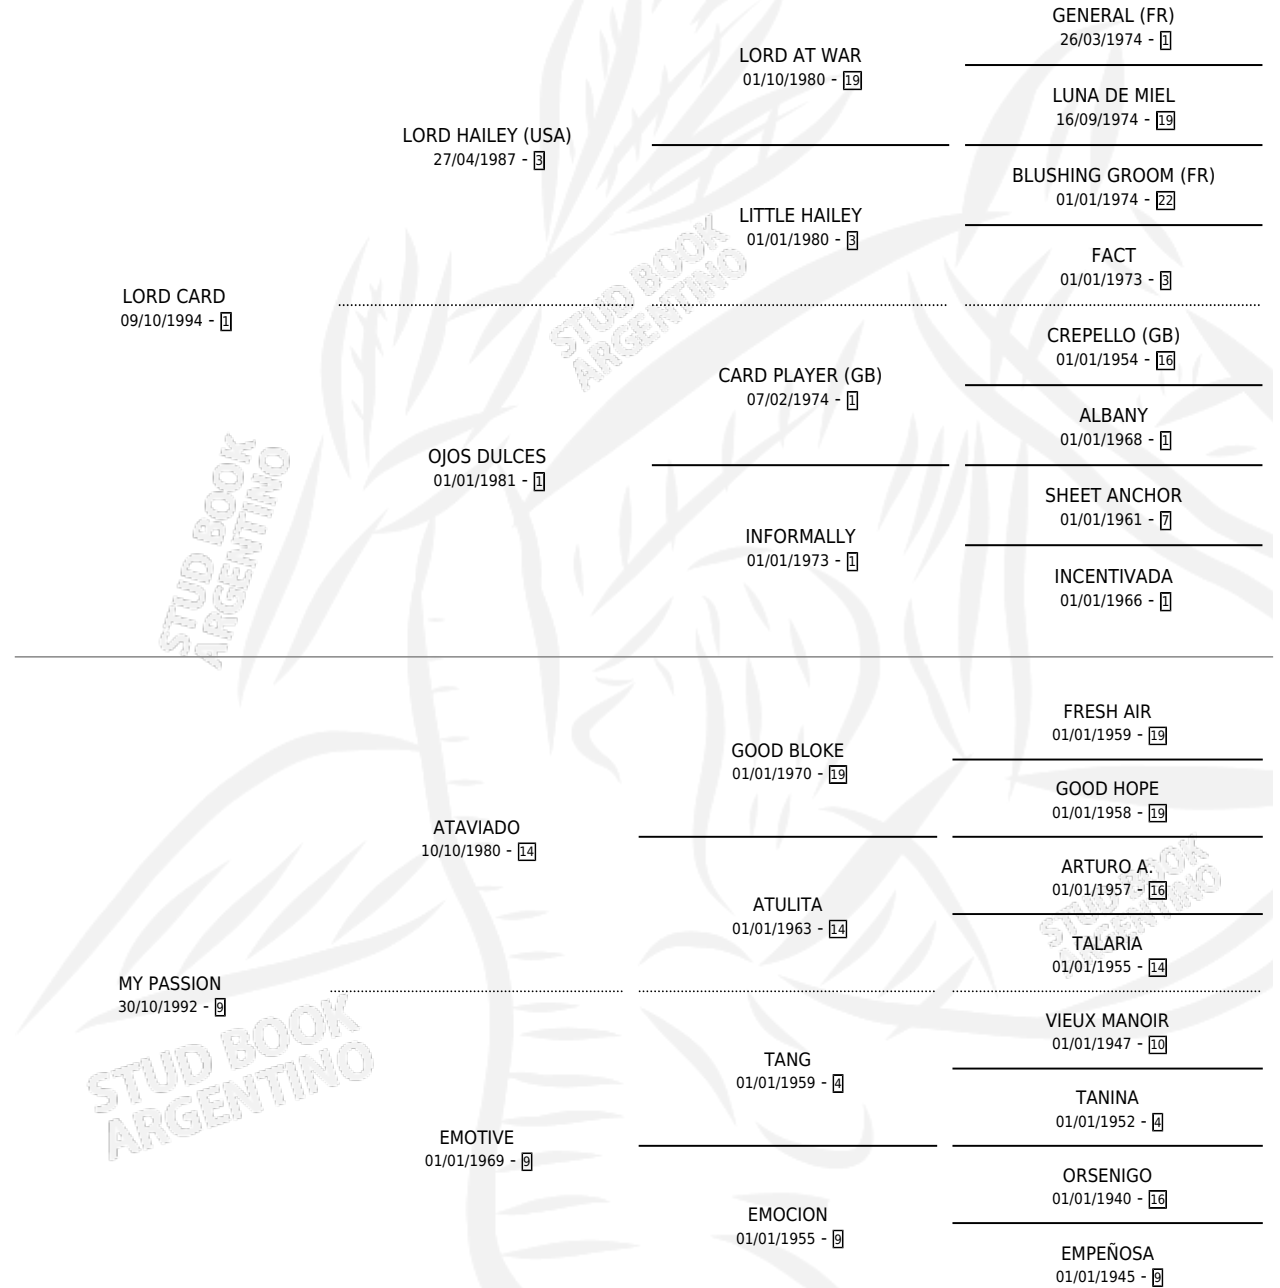 GENERAL (FR)
26/03/1974 - 1
LORD AT WAR
01/10/1980 - 19
LUNA DE MIEL
16/09/1974 - 19
LORD HAILEY (USA)
27/04/1987 - 3
BLUSHING GROOM (FR)
01/01/1974 - 22
LITTLE HAILEY
01/01/1980 - 3
FACT
01/01/1973 - 3
LORD CARD
09/10/1994 - 1
STUD BOOK
ARGENTINO
CREPELLO (GB)
01/01/1954 - 16
CARD PLAYER (GB)
07/02/1974 - 1
ALBANY
01/01/1968 - 1
OJOS DULCES
01/01/1981 - 1
SHEET ANCHOR
01/01/1961 - 7
INFORMALLY
01/01/1973 - 1
INCENTIVADA
01/01/1966 - 1
STUD BOOK
ARGENTINO
FRESH AIR
01/01/1959 - 19
GOOD BLOKE
01/01/1970 - 19
GOOD HOPE
01/01/1958 - 19
ATAVIADO
10/10/1980 - 14
ARTURO A.
01/01/1957 - 16
ATULITA
01/01/1963 - 14
STUD BOOK
ARGENTINO
TALARIA
01/01/1955 - 14
MY PASSION
30/10/1992 - 9
VIEUX MANOIR
01/01/1947 - 10
TANG
01/01/1959 - 4
STUD BOOK
ARGENTINO
TANINA
01/01/1952 - 4
EMOTIVE
01/01/1969 - 9
ORSENIGO
01/01/1940 - 16
EMOCION
01/01/1955 - 9
EMPEÑOSA
01/01/1945 - 9